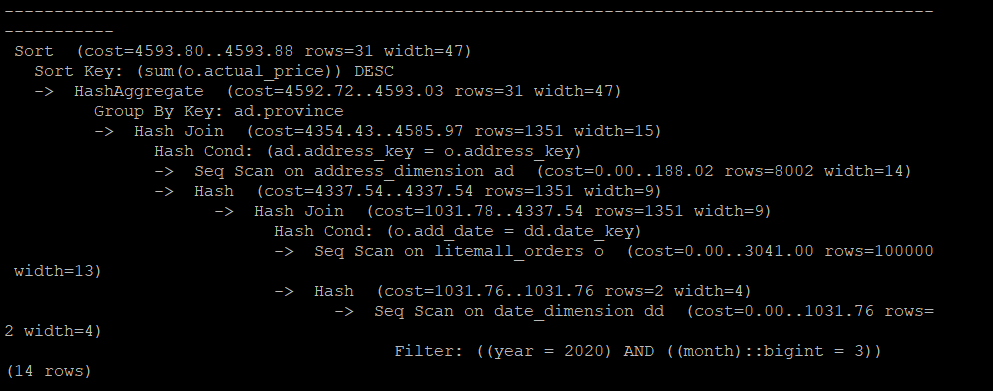 ---------------------------------------------------------------------------------------------
-----------
 Sort  (cost=4593.80..4593.88 rows=31 width=47)
   Sort Key: (sum(o.actual_price)) DESC
   ->  HashAggregate  (cost=4592.72..4593.03 rows=31 width=47)
         Group By Key: ad.province
         ->  Hash Join  (cost=4354.43..4585.97 rows=1351 width=15)
               Hash Cond: (ad.address_key = o.address_key)
               ->  Seq Scan on address_dimension ad  (cost=0.00..188.02 rows=8002 width=14)
               ->  Hash  (cost=4337.54..4337.54 rows=1351 width=9)
                     ->  Hash Join  (cost=1031.78..4337.54 rows=1351 width=9)
                           Hash Cond: (o.add_date = dd.date_key)
                           ->  Seq Scan on litemall_orders o  (cost=0.00..3041.00 rows=100000
 width=13)
                           ->  Hash  (cost=1031.76..1031.76 rows=2 width=4)
                                 ->  Seq Scan on date_dimension dd  (cost=0.00..1031.76 rows=
2 width=4)
                                       Filter: ((year = 2020) AND ((month)::bigint = 3))
(14 rows)